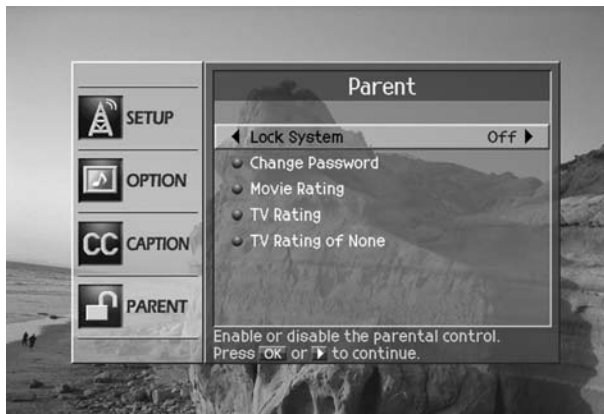 SETUP
OPTION
CC CAPTION
PARENT
Parent
Lock System Off
Change Password
Movie Rating
TV Rating
TV Rating of None
Enable or disable the parental control.
Press OK or ▶ to continue.